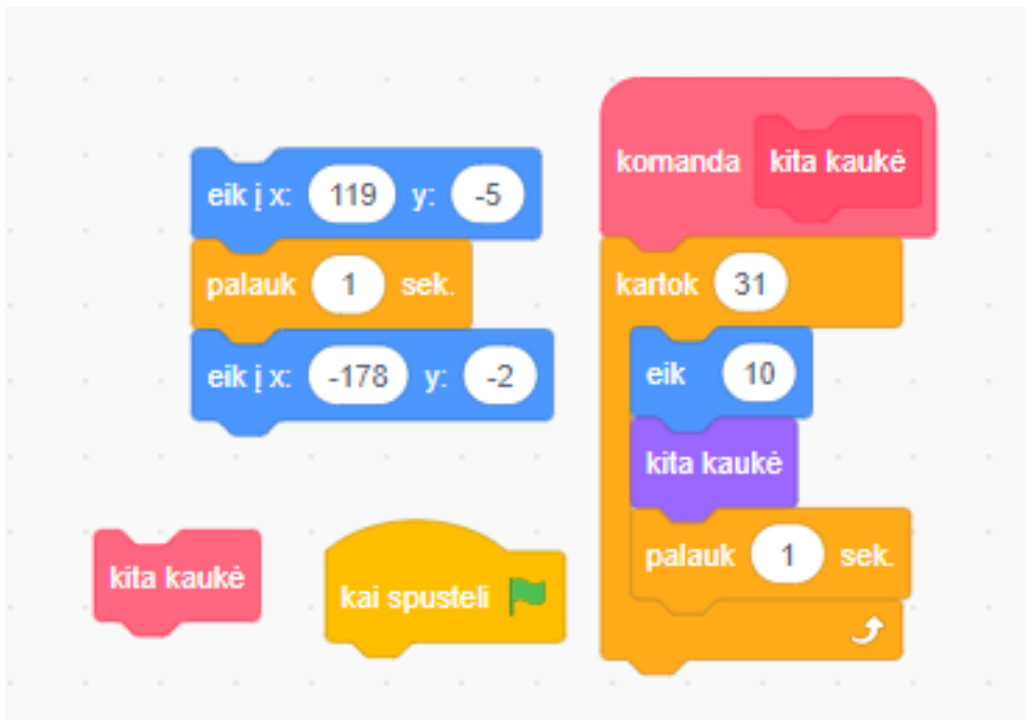 eik į x: 119 y: -5
palauk 1 sek.
eik į x: -178 y: -2
kita kaukė
kai spusteli
komanda kita kaukė
kartok 31
eik 10
kita kaukė
palauk 1 sek.